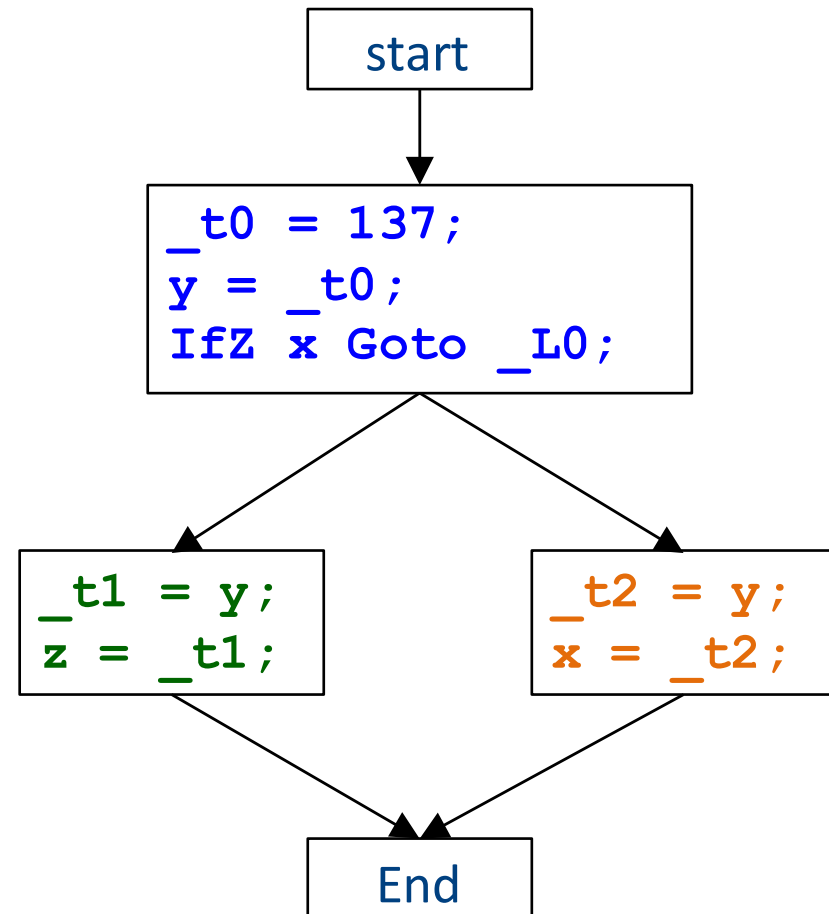 start
_t0 = 137;
y = _t0;
IfZ x Goto _L0;
_t1 = y;
z = _t1;
_t2 = y;
x = _t2;
End